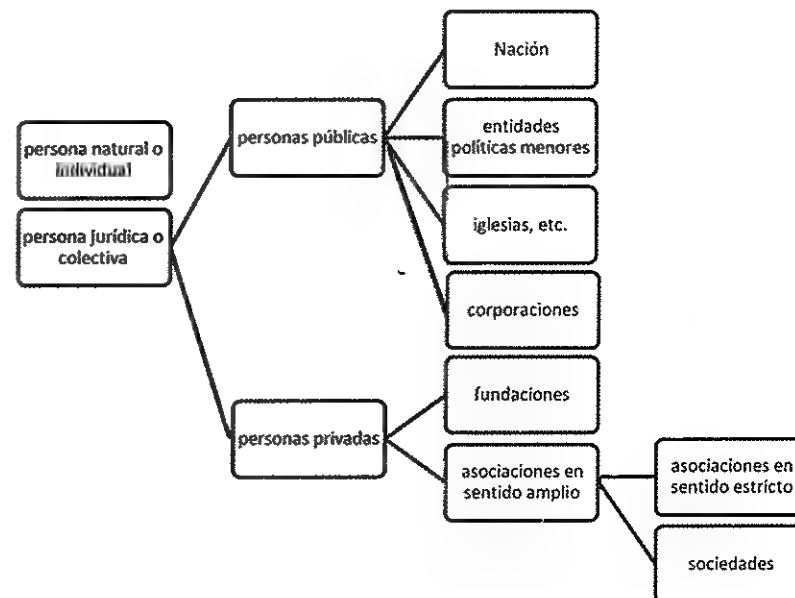 Nación
personas públicas
entidades
políticas menores
persona natural o
individual
iglesias, etc.
persona jurídica o
colectiva
corporaciones
fundaciones
personas privadas
asociaciones en
sentido amplio
asociaciones en
sentido estricto
sociedades